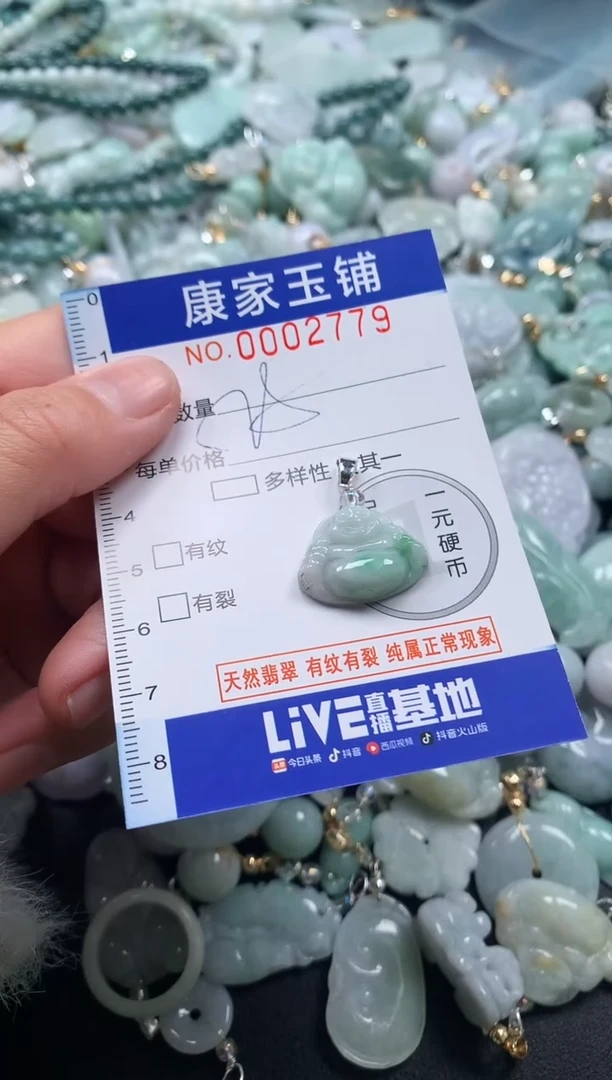 0
康家玉铺
1
NO.0002779
数量
每单价格
4
多样性 其一
一元硬币
5
有纹
有裂
6
天然翡翠 有纹有裂 纯属正常现象
7
LiVE直播基地
8
头条 今日头条 抖音 西瓜视频 抖音火山版